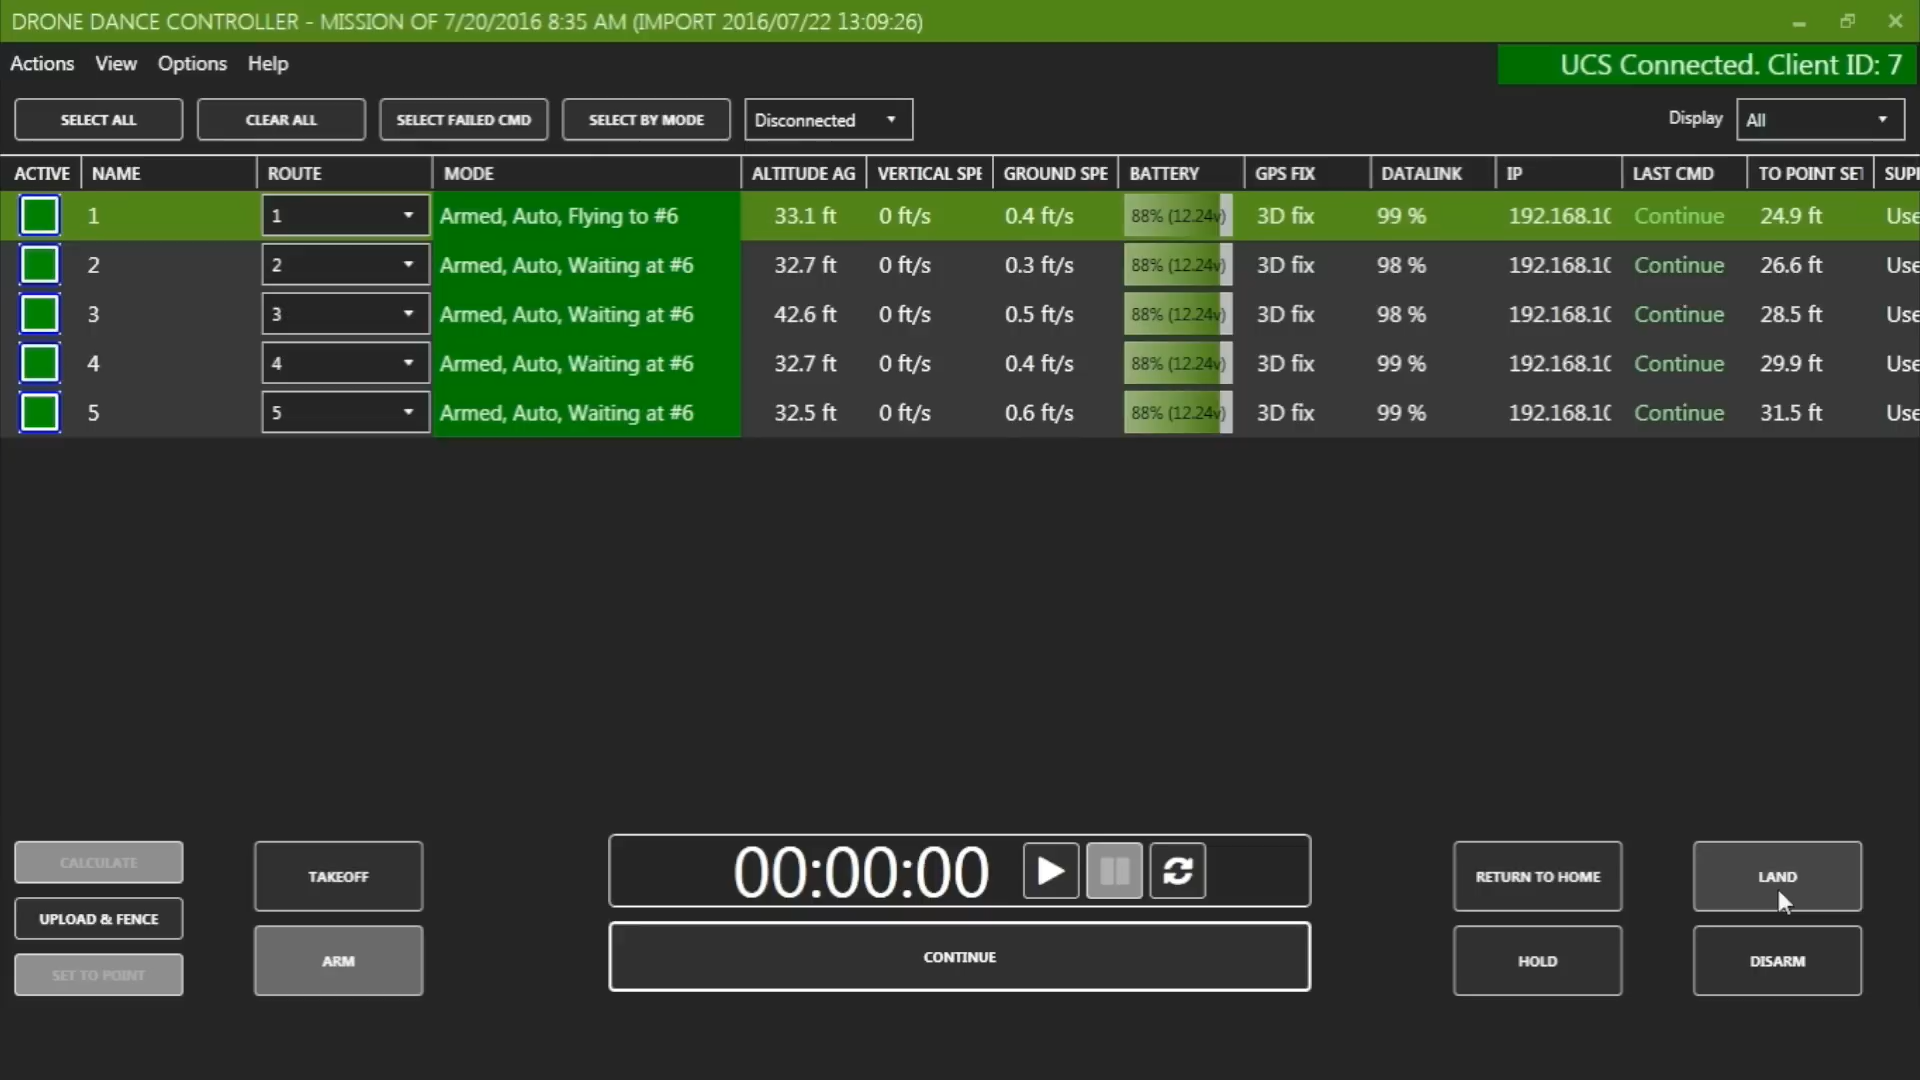 DRONE DANCE CONTROLLER - MISSION OF 7/20/2016 8:35 AM (IMPORT 2016/07/22 13:09:26)
Actions View Options Help UCS Connected. Client ID: 7
SELECT ALL CLEAR ALL SELECT FAILED CMD SELECT BY MODE Disconnected Display All
ACTIVE NAME ROUTE MODE ALTITUDE AG VERTICAL SPE GROUND SPE BATTERY GPS FIX DATALINK IP LAST CMD TO POINT SET SUPI
1 1 Armed, Auto, Flying to #6 33.1 ft 0 ft/s 0.4 ft/s 88% (12.24v) 3D fix 99 % 192.168.10 Continue 24.9 ft Use
2 2 Armed, Auto, Waiting at #6 32.7 ft 0 ft/s 0.3 ft/s 88% (12.24v) 3D fix 98 % 192.168.10 Continue 26.6 ft Use
3 3 Armed, Auto, Waiting at #6 42.6 ft 0 ft/s 0.5 ft/s 88% (12.24v) 3D fix 98 % 192.168.10 Continue 28.5 ft Use
4 4 Armed, Auto, Waiting at #6 32.7 ft 0 ft/s 0.4 ft/s 88% (12.24v) 3D fix 99 % 192.168.10 Continue 29.9 ft Use
5 5 Armed, Auto, Waiting at #6 32.5 ft 0 ft/s 0.6 ft/s 88% (12.24v) 3D fix 99 % 192.168.10 Continue 31.5 ft Use
CALCULATE
UPLOAD & FENCE
SET TO POINT
TAKEOFF
ARM
00:00:00
CONTINUE
RETURN TO HOME
HOLD
LAND
DISARM